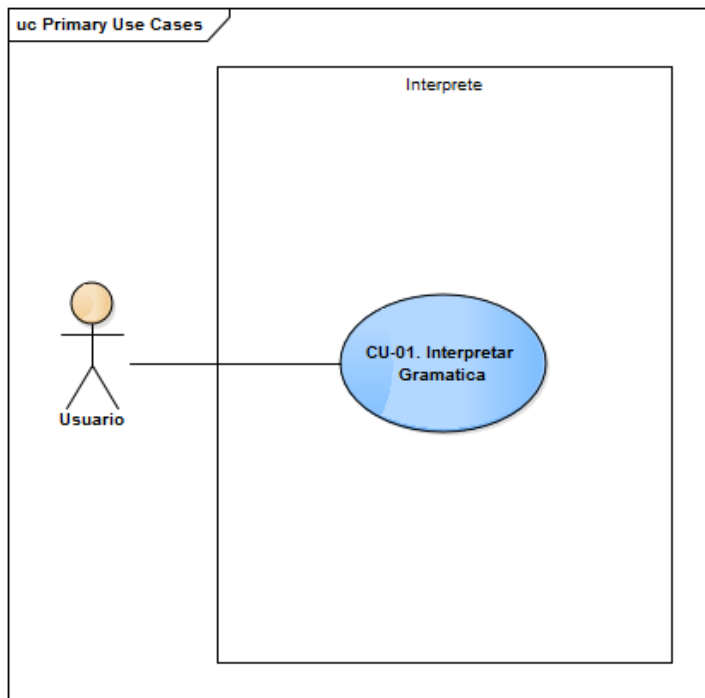 uc Primary Use Cases
Interprete
CU-01. Interpretar
Gramatica
Usuario